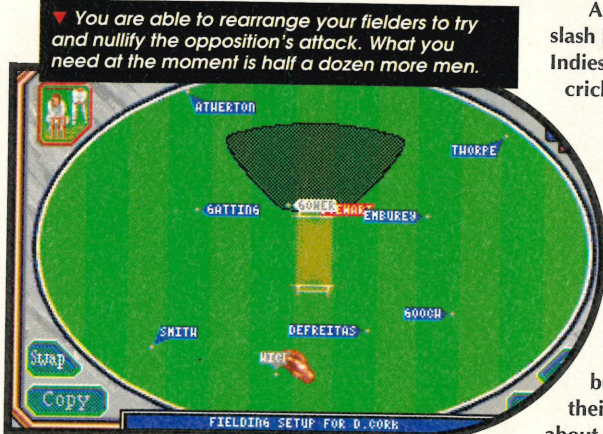 ▼ You are able to rearrange your fielders to try
and nullify the opposition's attack. What you
need at the moment is half a dozen more men.
A
slash
Indies
crick
ATHERTON
THORPE
GATTING
GOWER
EMBUREY
GOOCH
SMITH
DEFREITAS
Swap
Copy
FIELDING SETUP FOR D.CORK
b
their
about